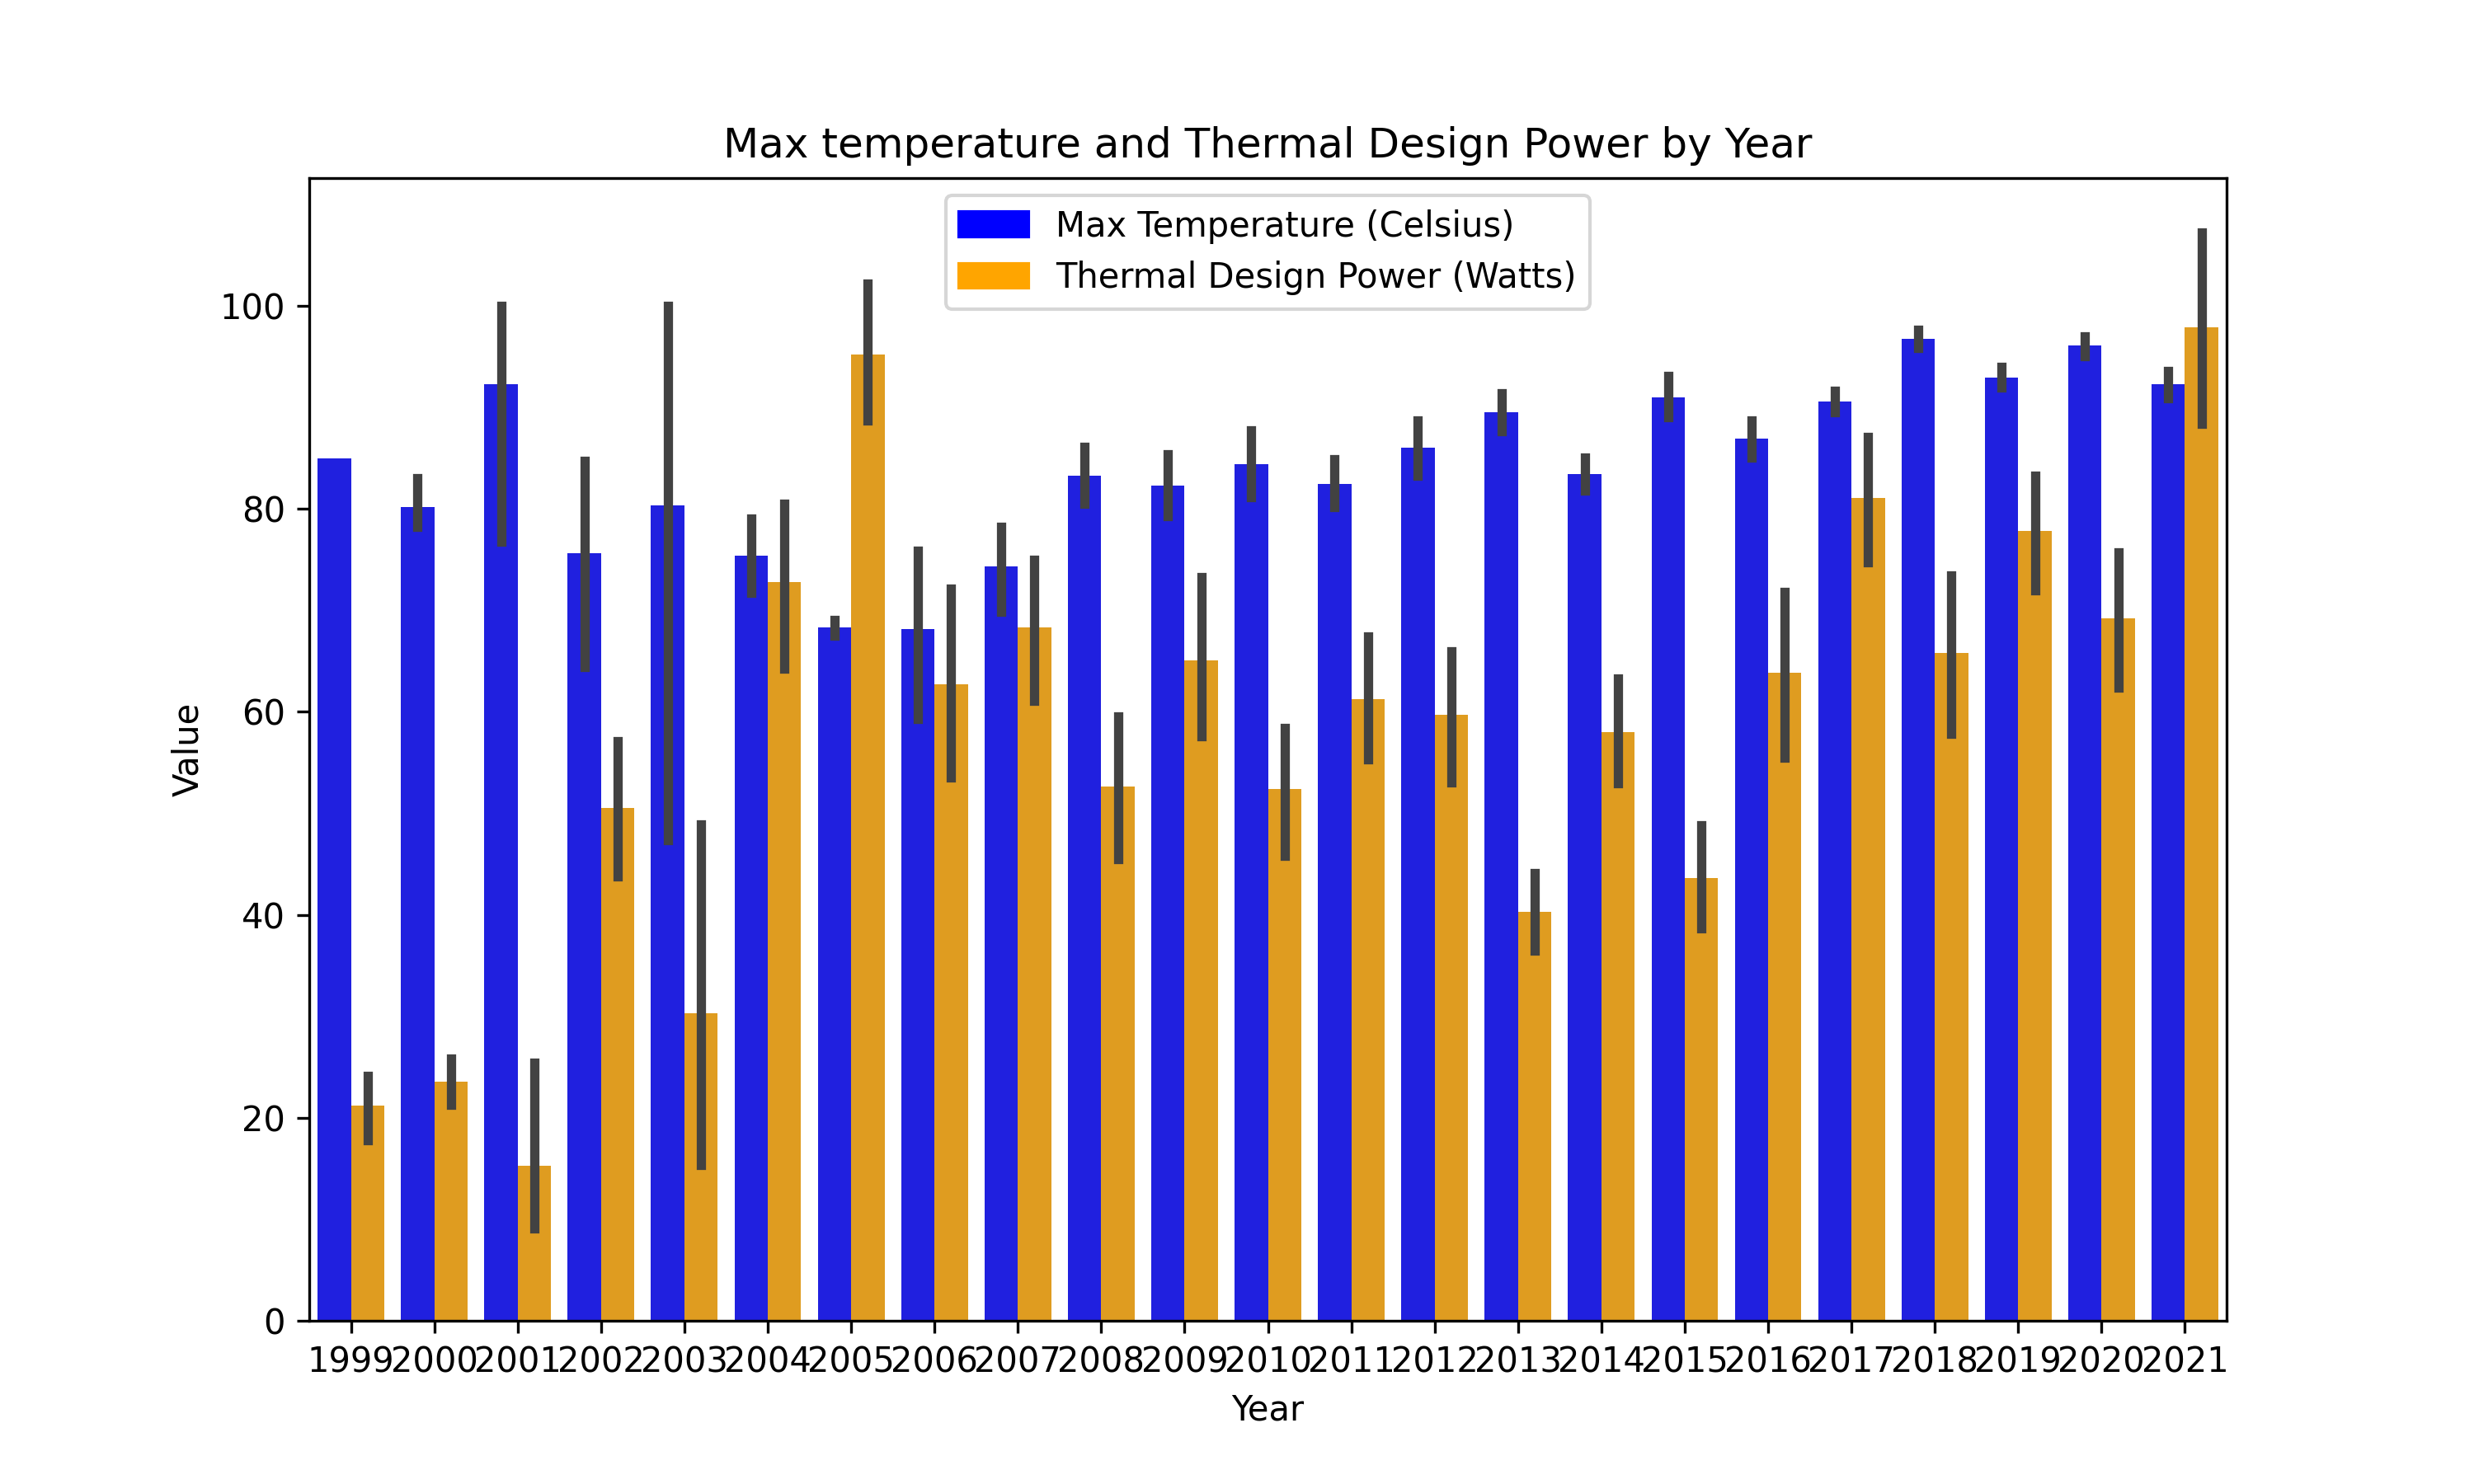 Max temperature and Thermal Design Power by Year
Max Temperature (Celsius)
Thermal Design Power (Watts)
100
80
60
40
20
0
Value
1999 2000 2001 2002 2003 2004 2005 2006 2007 2008 2009 2010 2011 2012 2013 2014 2015 2016 2017 2018 2019 2020 2021
Year